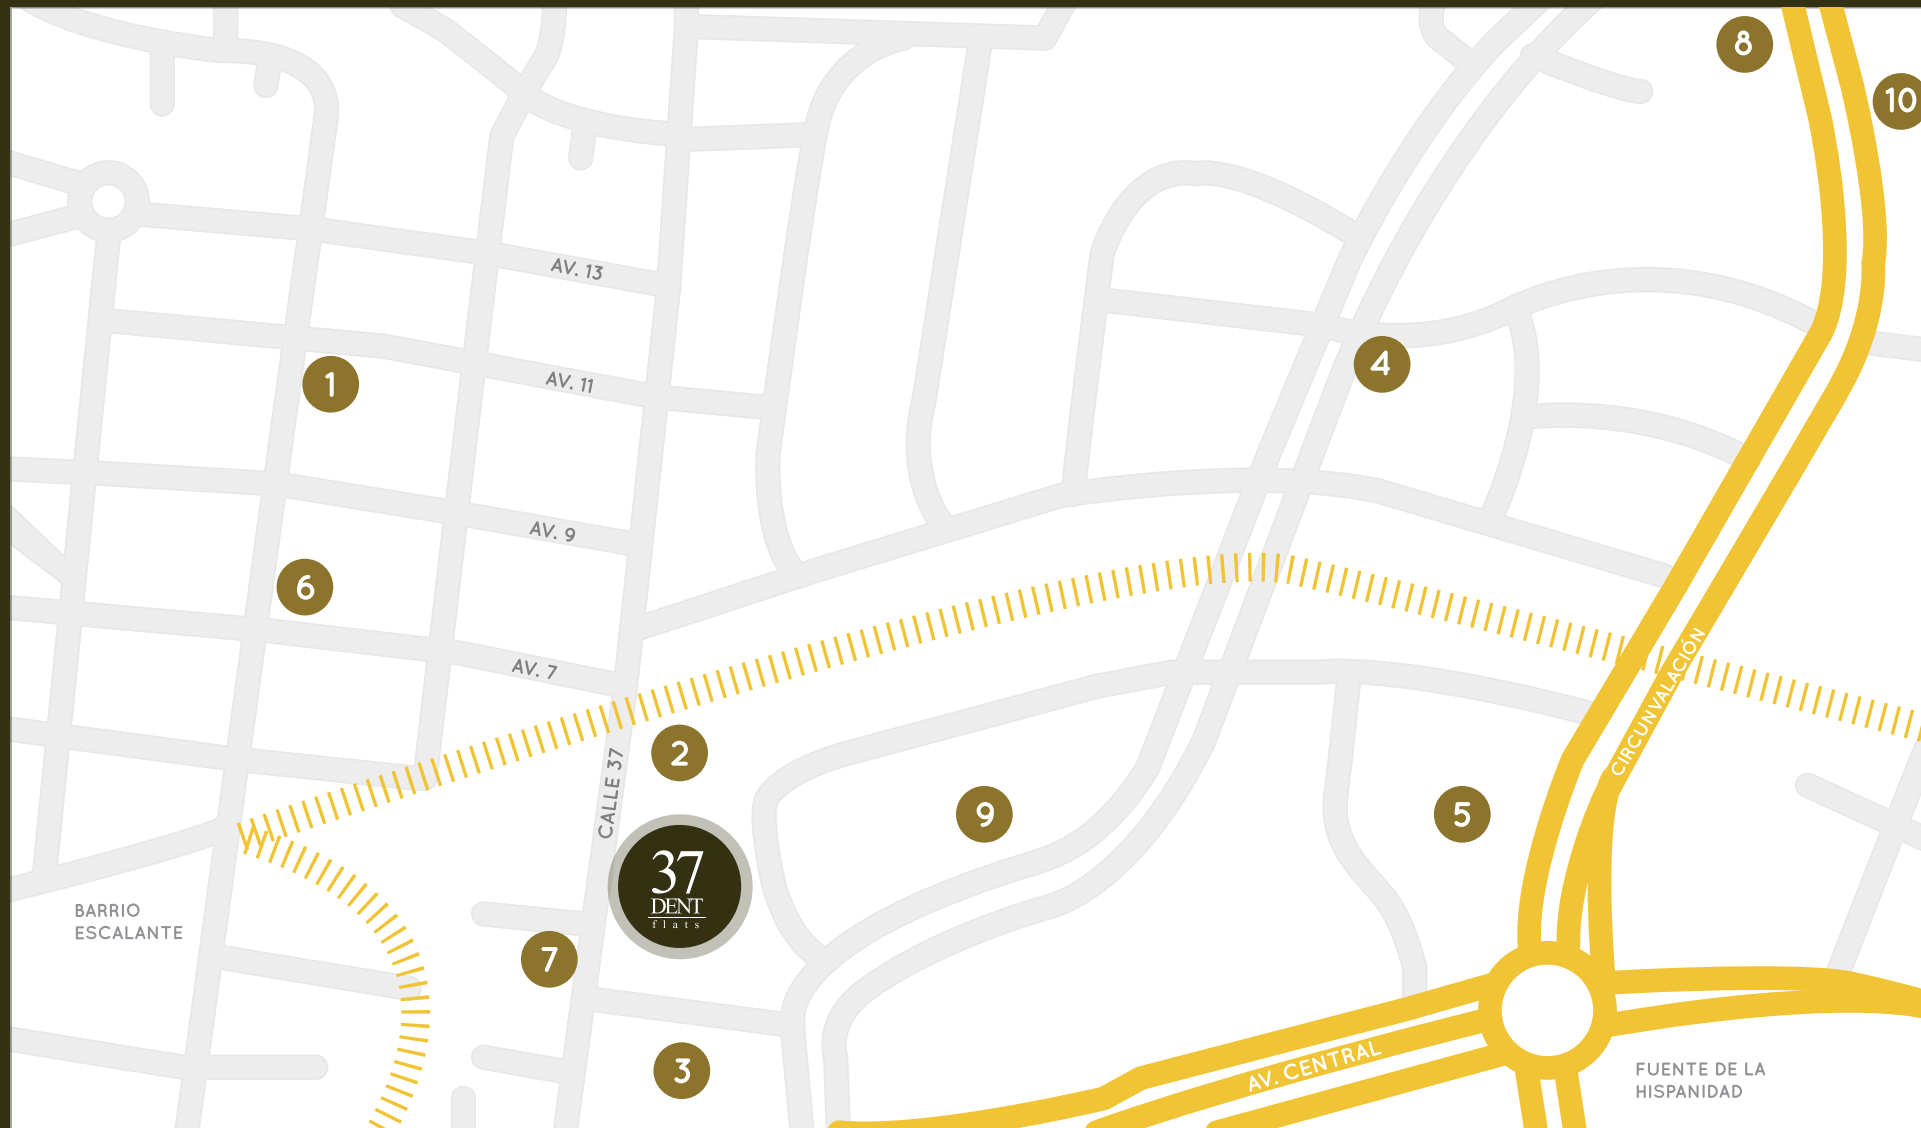 8
10
AV. 13
4
AV. 11
1
AV. 9
6
AV. 7
CIRCUNVALACIÓN
2
CALLE 37
9
5
37
DENT
flats
BARRIO
ESCALANTE
7
3
AV. CENTRAL
FUENTE DE LA
HISPANIDAD